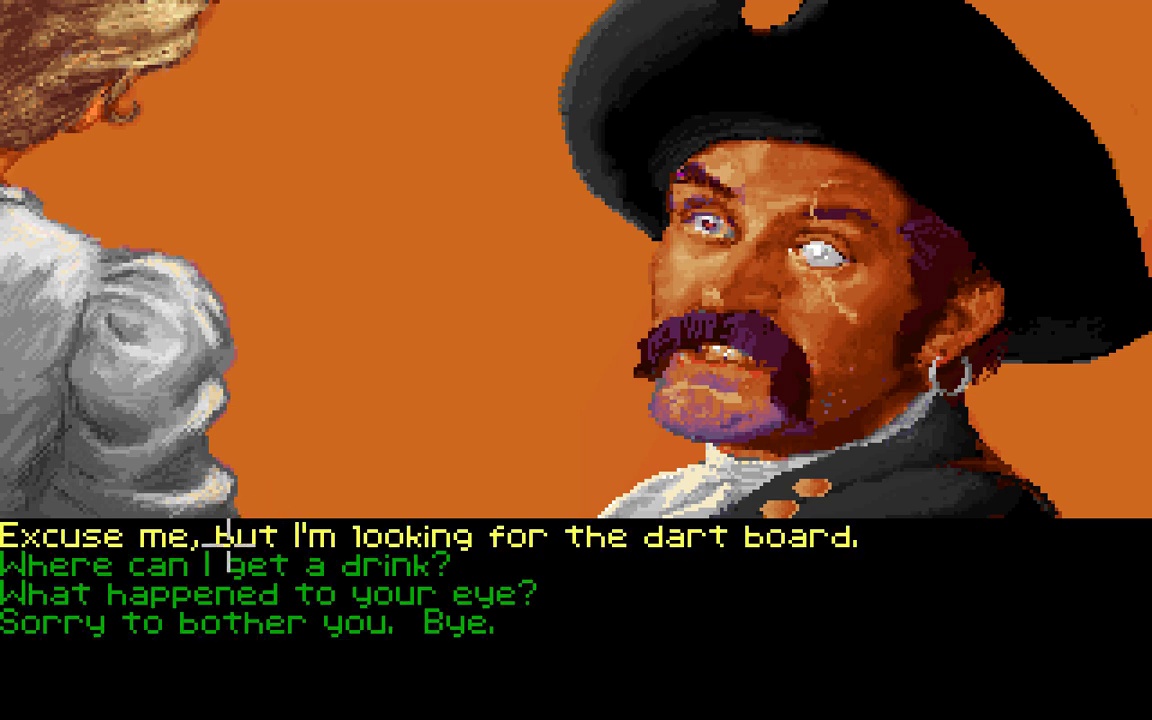 Excuse me, but I'm looking for the dart board.
Where can I get a drink?
What happened to your eye?
Sorry to bother you.  Bye.